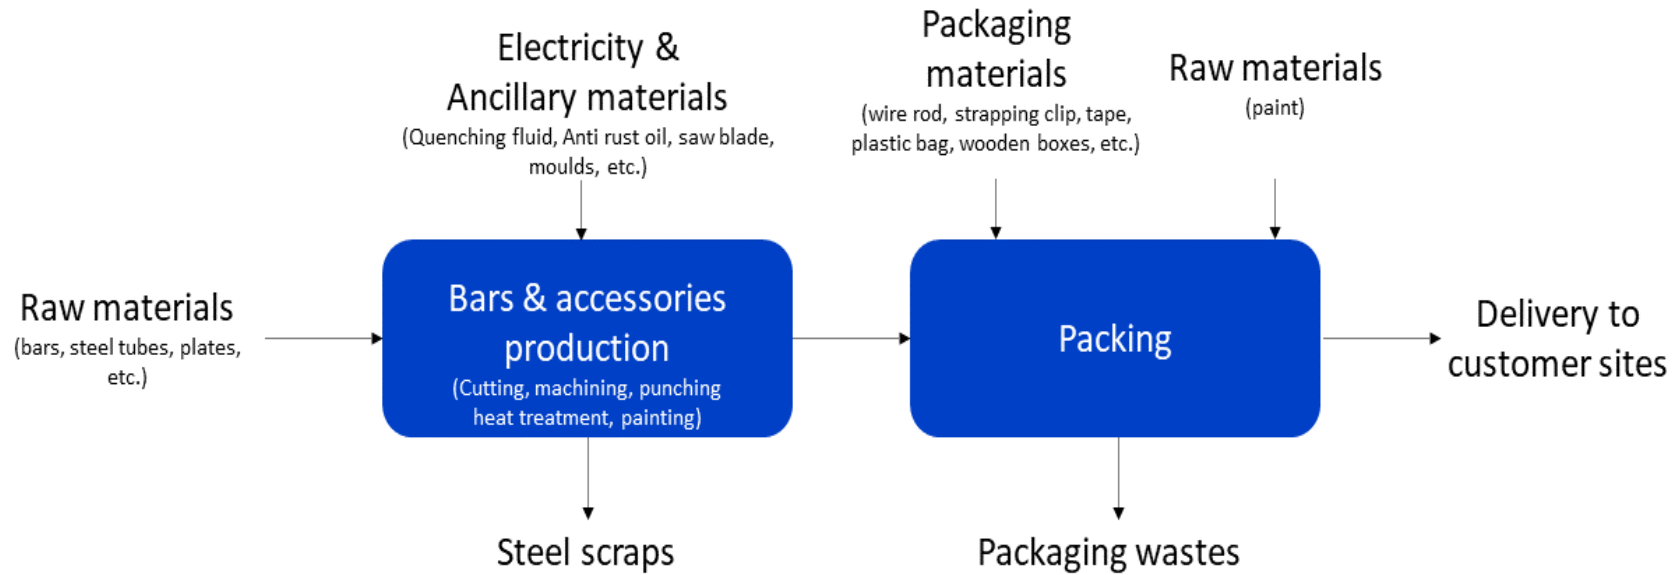 Electricity &
Ancillary materials
(Quenching fluid, Anti rust oil, saw blade,
moulds, etc.)
Packaging
materials
(wire rod, strapping clip, tape,
plastic bag, wooden boxes, etc.)
Raw materials
(paint)
Raw materials
(bars, steel tubes, plates,
etc.)
Bars & accessories
production
(Cutting, machining, punching
heat treatment, painting)
Packing
Delivery to
customer sites
Steel scraps
Packaging wastes